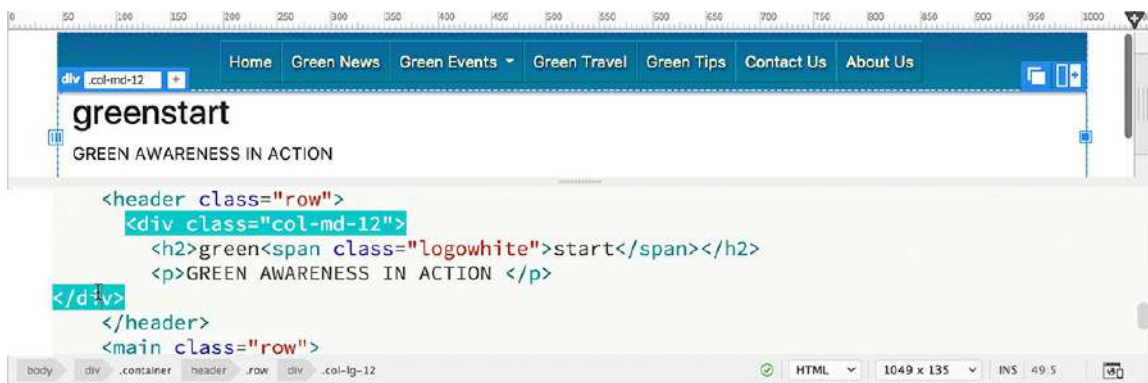 0 50 100 150 200 250 300 350 400 450 500 550 600 650 700 750 800 850 900 950 1000
Home Green News Green Events Green Travel Green Tips Contact Us About Us
div .col-md-12 +
greenstart
GREEN AWARENESS IN ACTION
<header class="row">
<div class="col-md-12">
<h2>green<span class="logowhite">start</span></h2>
<p>GREEN AWARENESS IN ACTION </p>
</div>
</header>
<main class="row">
body div .container header .row div .col-lg-12 HTML 1049 x 135 INS 49:5